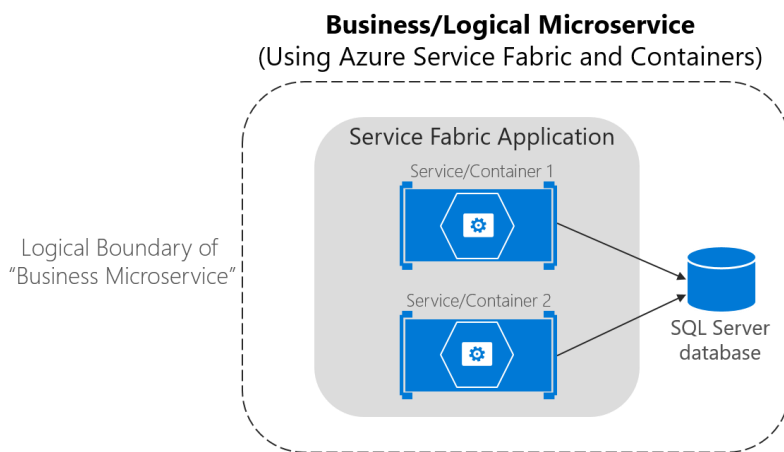 Business/Logical Microservice
(Using Azure Service Fabric and Containers)
Service Fabric Application
Service/Container 1
Logical Boundary of
“Business Microservice”
Service/Container 2
SQL Server
database